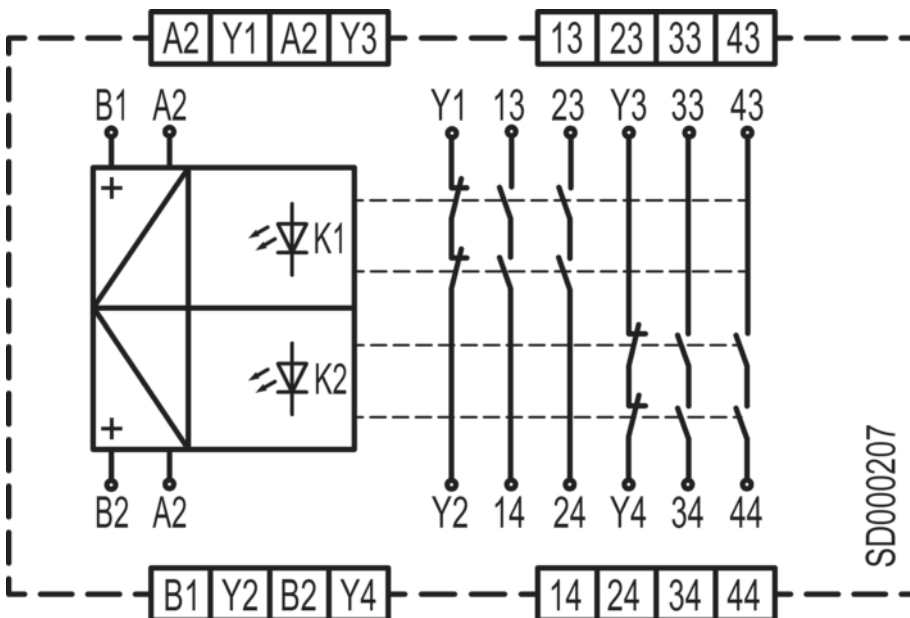 A2 Y1 A2 Y3 13 23 33 43
B1 A2 Y1 13 23 Y3 33 43
+
K1
K2
+
B2 A2 Y2 14 24 Y4 34 44
SD000207
B1 Y2 B2 Y4 14 24 34 44